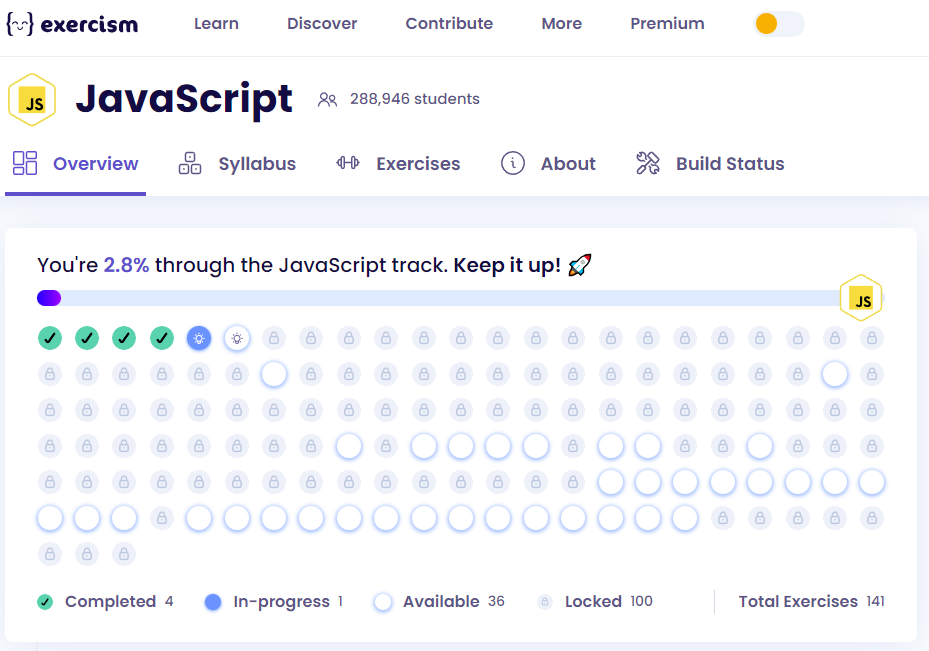 exercism Learn Discover Contribute More Premium
JS JavaScript 288,946 students
Overview Syllabus Exercises About Build Status
You're 2.8% through the JavaScript track. Keep it up! 🚀
JS
Completed 4 In-progress 1 Available 36 Locked 100 Total Exercises 141